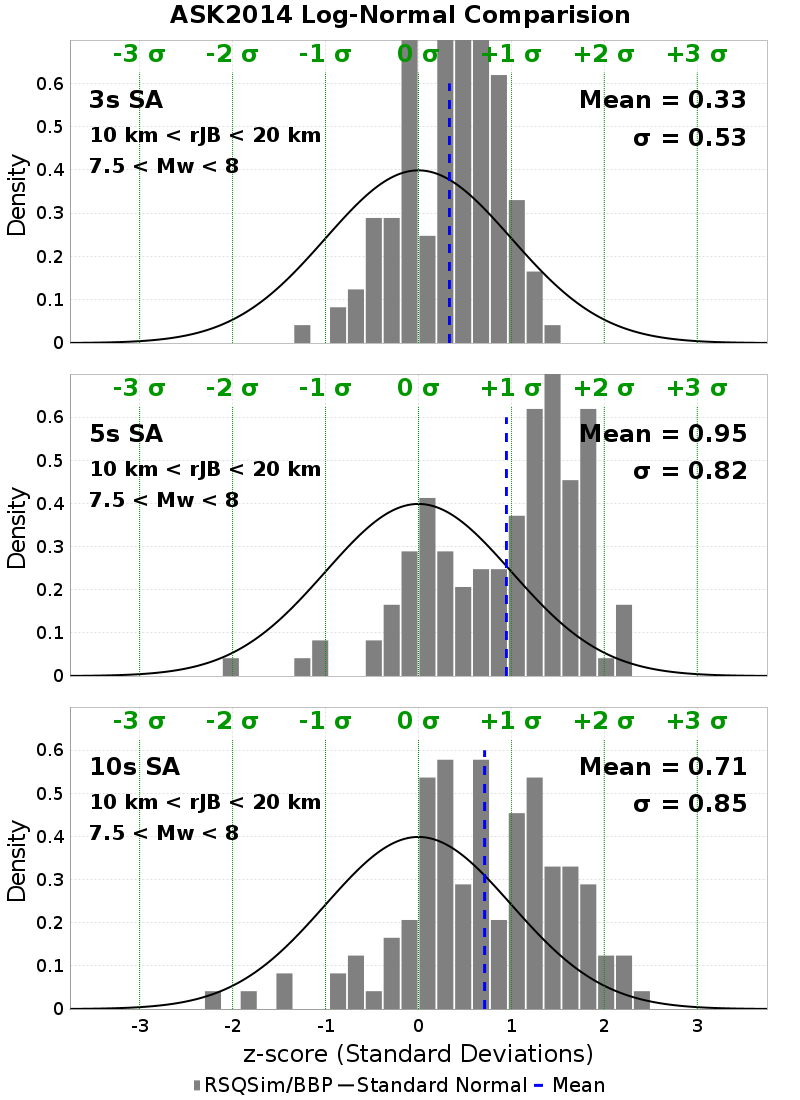 ASK2014 Log-Normal Comparision
-3 σ -2 σ -1 σ 0 σ +1 σ +2 σ +3 σ
0.6
3s SA Mean = 0.33
0.5
10 km < rJB < 20 km σ = 0.53
7.5 < Mw < 8
0.4
0.3
0.2
0.1
0
Density
-3 σ -2 σ -1 σ 0 σ +1 σ +2 σ +3 σ
0.6
5s SA Mean = 0.95
0.5
10 km < rJB < 20 km σ = 0.82
7.5 < Mw < 8
0.4
0.3
0.2
0.1
0
Density
-3 σ -2 σ -1 σ 0 σ +1 σ +2 σ +3 σ
0.6
10s SA Mean = 0.71
0.5
10 km < rJB < 20 km σ = 0.85
7.5 < Mw < 8
0.4
0.3
0.2
0.1
0
Density
-3 -2 -1 0 1 2 3
z-score (Standard Deviations)
RSQSim/BBP Standard Normal Mean